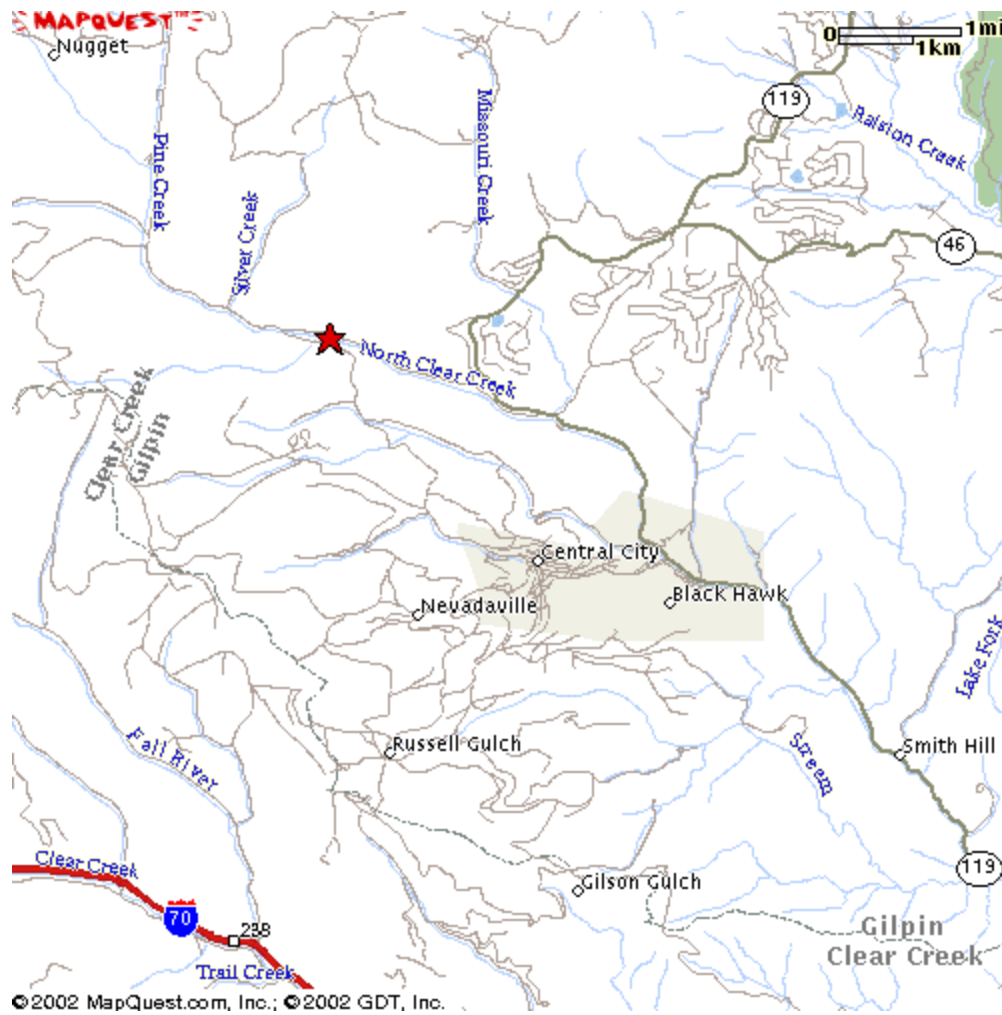 MAPQUEST
Nugget
0
1mi
1km
119
Ralston Creek
Pine Creek
Missouri Creek
Silver Creek
46
North Clear Creek
Clear Creek
Gilpin
Central City
Black Hawk
Nevadaville
Lake Fork
Fall River
Russell Gulch
Streem
Smith Hill
Clear Creek
119
Gilson Gulch
70
238
Gilpin
Clear Creek
Trail Creek
©2002 MapQuest.com, Inc.; ©2002 GDT, Inc.